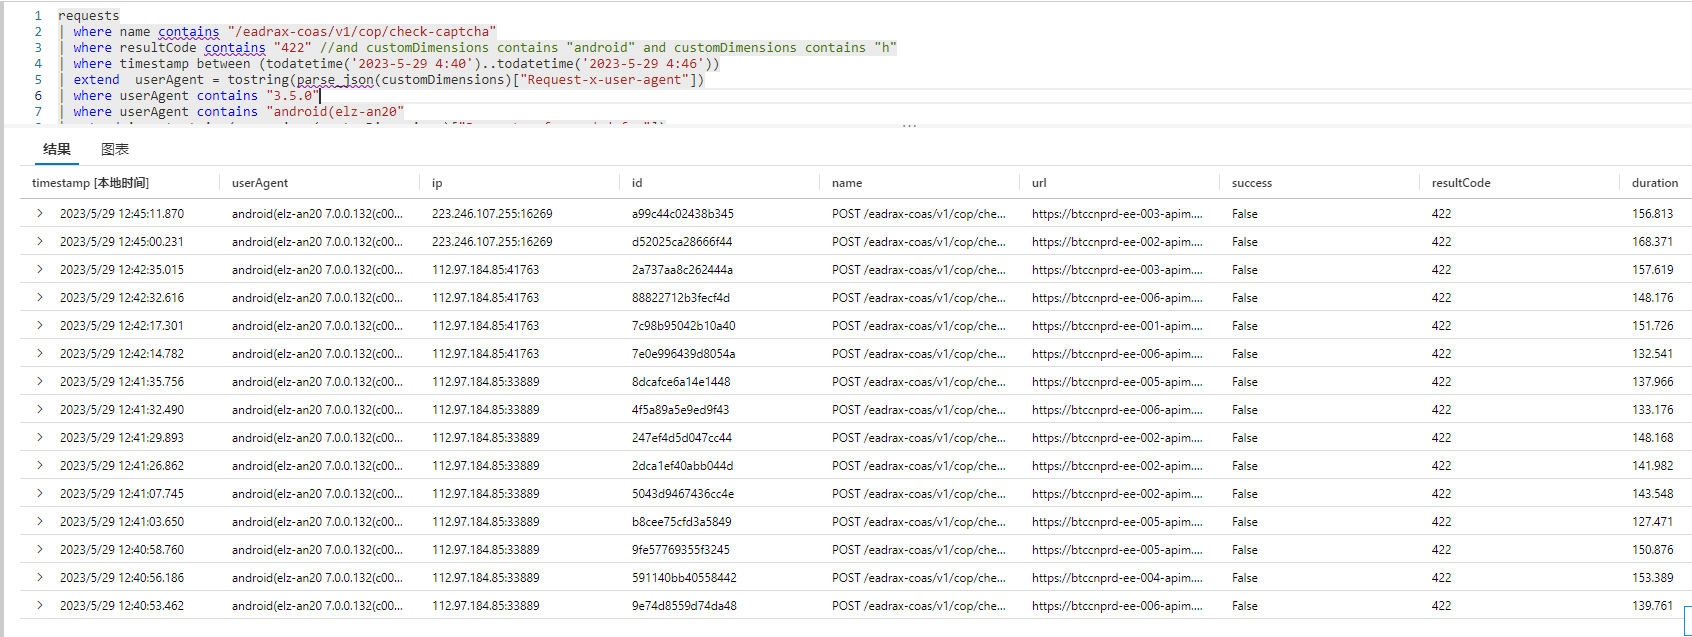 1 requests
2 | where name contains "/eadrax-coas/v1/cop/check-captcha"
3 | where resultCode contains "422" //and customDimensions contains "android" and customDimensions contains "h"
4 | where timestamp between (todatetime('2023-5-29 4:40')..todatetime('2023-5-29 4:46'))
5 | extend  userAgent = tostring(parse_json(customDimensions)["Request-x-user-agent"])
6 | where userAgent contains "3.5.0"
7 | where userAgent contains "android(elz-an20"
...
结果 图表
timestamp [本地时间] userAgent ip id name url success resultCode duration
2023/5/29 12:45:11.870 android(elz-an20 7.0.0.132(c00... 223.246.107.255:16269 a99c44c02438b345 POST /eadrax-coas/v1/cop/che... https://btccnprd-ee-003-apim.... False 422 156.813
2023/5/29 12:45:00.231 android(elz-an20 7.0.0.132(c00... 223.246.107.255:16269 d52025ca28666f44 POST /eadrax-coas/v1/cop/che... https://btccnprd-ee-002-apim.... False 422 168.371
2023/5/29 12:42:35.015 android(elz-an20 7.0.0.132(c00... 112.97.184.85:41763 2a737aa8c262444a POST /eadrax-coas/v1/cop/che... https://btccnprd-ee-003-apim.... False 422 157.619
2023/5/29 12:42:32.616 android(elz-an20 7.0.0.132(c00... 112.97.184.85:41763 88822712b3fecf4d POST /eadrax-coas/v1/cop/che... https://btccnprd-ee-006-apim.... False 422 148.176
2023/5/29 12:42:17.301 android(elz-an20 7.0.0.132(c00... 112.97.184.85:41763 7c98b95042b10a40 POST /eadrax-coas/v1/cop/che... https://btccnprd-ee-001-apim.... False 422 151.726
2023/5/29 12:42:14.782 android(elz-an20 7.0.0.132(c00... 112.97.184.85:41763 7e0e996439d8054a POST /eadrax-coas/v1/cop/che... https://btccnprd-ee-006-apim.... False 422 132.541
2023/5/29 12:41:35.756 android(elz-an20 7.0.0.132(c00... 112.97.184.85:33889 8dcafce6a14e1448 POST /eadrax-coas/v1/cop/che... https://btccnprd-ee-005-apim.... False 422 137.966
2023/5/29 12:41:32.490 android(elz-an20 7.0.0.132(c00... 112.97.184.85:33889 4f5a89a5e9ed9f43 POST /eadrax-coas/v1/cop/che... https://btccnprd-ee-006-apim.... False 422 133.176
2023/5/29 12:41:29.893 android(elz-an20 7.0.0.132(c00... 112.97.184.85:33889 247ef4d5d047cc44 POST /eadrax-coas/v1/cop/che... https://btccnprd-ee-002-apim.... False 422 148.168
2023/5/29 12:41:26.862 android(elz-an20 7.0.0.132(c00... 112.97.184.85:33889 2dca1ef40abb044d POST /eadrax-coas/v1/cop/che... https://btccnprd-ee-002-apim.... False 422 141.982
2023/5/29 12:41:07.745 android(elz-an20 7.0.0.132(c00... 112.97.184.85:33889 5043d9467436cc4e POST /eadrax-coas/v1/cop/che... https://btccnprd-ee-002-apim.... False 422 143.548
2023/5/29 12:41:03.650 android(elz-an20 7.0.0.132(c00... 112.97.184.85:33889 b8cee75cfd3a5849 POST /eadrax-coas/v1/cop/che... https://btccnprd-ee-005-apim.... False 422 127.471
2023/5/29 12:40:58.760 android(elz-an20 7.0.0.132(c00... 112.97.184.85:33889 9fe57769355f3245 POST /eadrax-coas/v1/cop/che... https://btccnprd-ee-005-apim.... False 422 150.876
2023/5/29 12:40:56.186 android(elz-an20 7.0.0.132(c00... 112.97.184.85:33889 591140bb40558442 POST /eadrax-coas/v1/cop/che... https://btccnprd-ee-004-apim.... False 422 153.389
2023/5/29 12:40:53.462 android(elz-an20 7.0.0.132(c00... 112.97.184.85:33889 9e74d8559d74da48 POST /eadrax-coas/v1/cop/che... https://btccnprd-ee-006-apim.... False 422 139.761